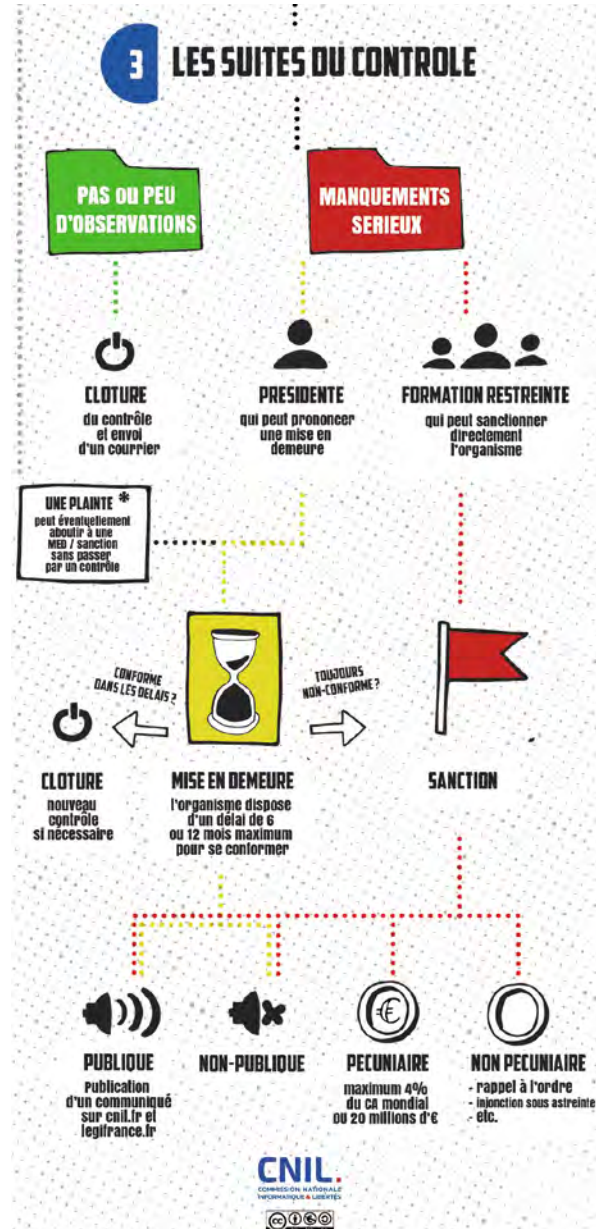 3 LES SUITES DU CONTROLE
PAS OU PEU
D'OBSERVATIONS
MANQUEMENTS
SERIEUX
CLOTURE
du contrôle
et envoi
d'un courrier
PRESIDENTE
qui peut prononcer
une mise en
demeure
FORMATION RESTREINTE
qui peut sanctionner
directement
l'organisme
UNE PLAINTE *
peut éventuellement
aboutir à une
MED / sanction
sans passer
par un contrôle
CONFORME
DANS LES DELAIS ?
TOUJOURS
NON-CONFORME ?
CLOTURE
nouveau
contrôle
si nécessaire
MISE EN DEMEURE
l'organisme dispose
d'un délai de 6
ou 12 mois maximum
pour se conformer
SANCTION
€
PUBLIQUE
Publication
d'un communiqué
sur cnil.fr et
legifrance.fr
NON-PUBLIQUE
PECUNIAIRE
maximum 4%
du CA mondial
ou 20 millions d'€
NON PECUNIAIRE
- rappel à l'ordre
- injonction sous astreinte
- etc.
CNIL.
COMMISSION NATIONALE
INFORMATIQUE & LIBERTÉS
cc